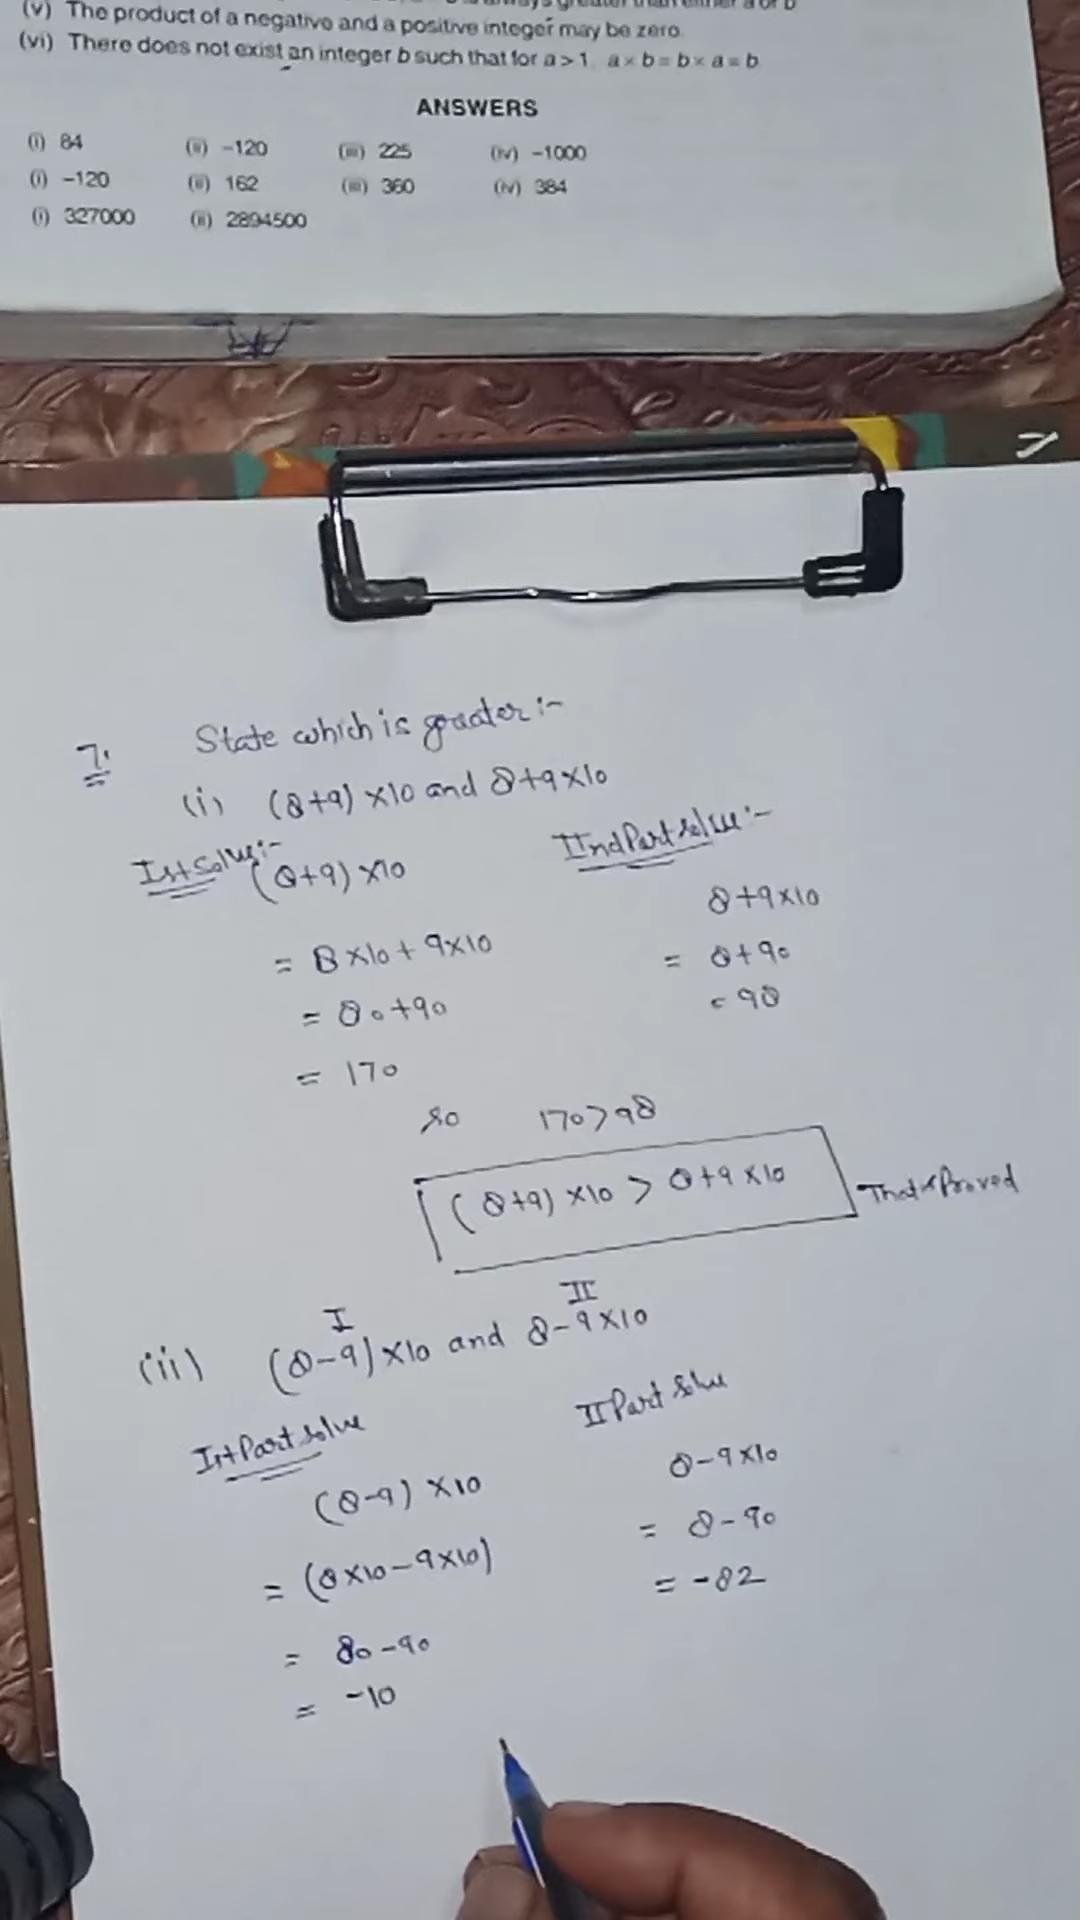 always greater than either a or b
(v) The product of a negative and a positive integer may be zero.
(vi) There does not exist an integer b such that for a > 1, a × b = b × a = b
ANSWERS
(i) 84 (ii) -120 (iii) 225 (iv) -1000
(i) -120 (ii) 162 (iii) 360 (iv) 384
(i) 327000 (ii) 2894500
7. State which is greater :-
(i) (8+9) ×10 and 8+9×10
Ist Solve:- IInd Part solve:-
(8+9) ×10 8+9×10
= 8×10+9×10 = 8+90
= 80+90 = 98
= 170
so 170>98
(8+9) ×10 > 8+9×10 That is Proved
I II
(ii) (8-9)×10 and 8-9×10
Ist Part solve II Part Solve
(8-9) ×10 8-9×10
= (8×10-9×10) = 8-90
= 80-90 = -82
= -10